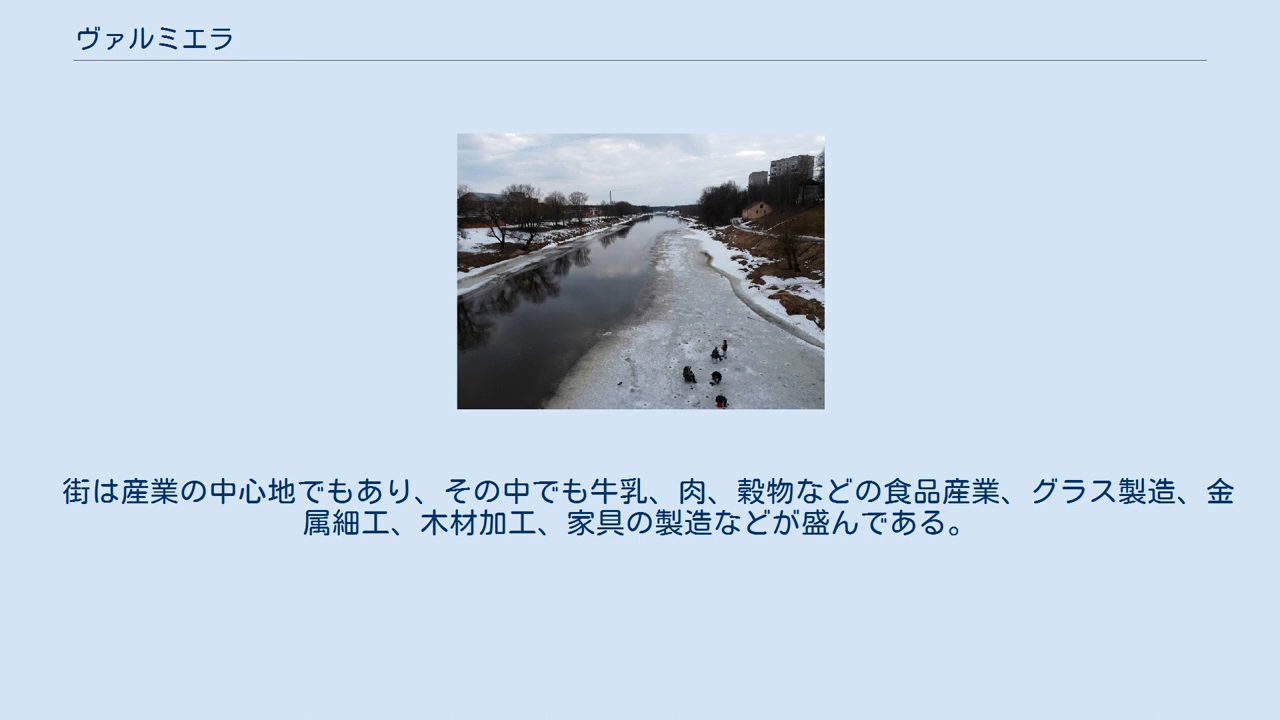 ヴァルミエラ
街は産業の中心地でもあり、その中でも牛乳、肉、穀物などの食品産業、グラス製造、金
属細工、木材加工、家具の製造などが盛んである。